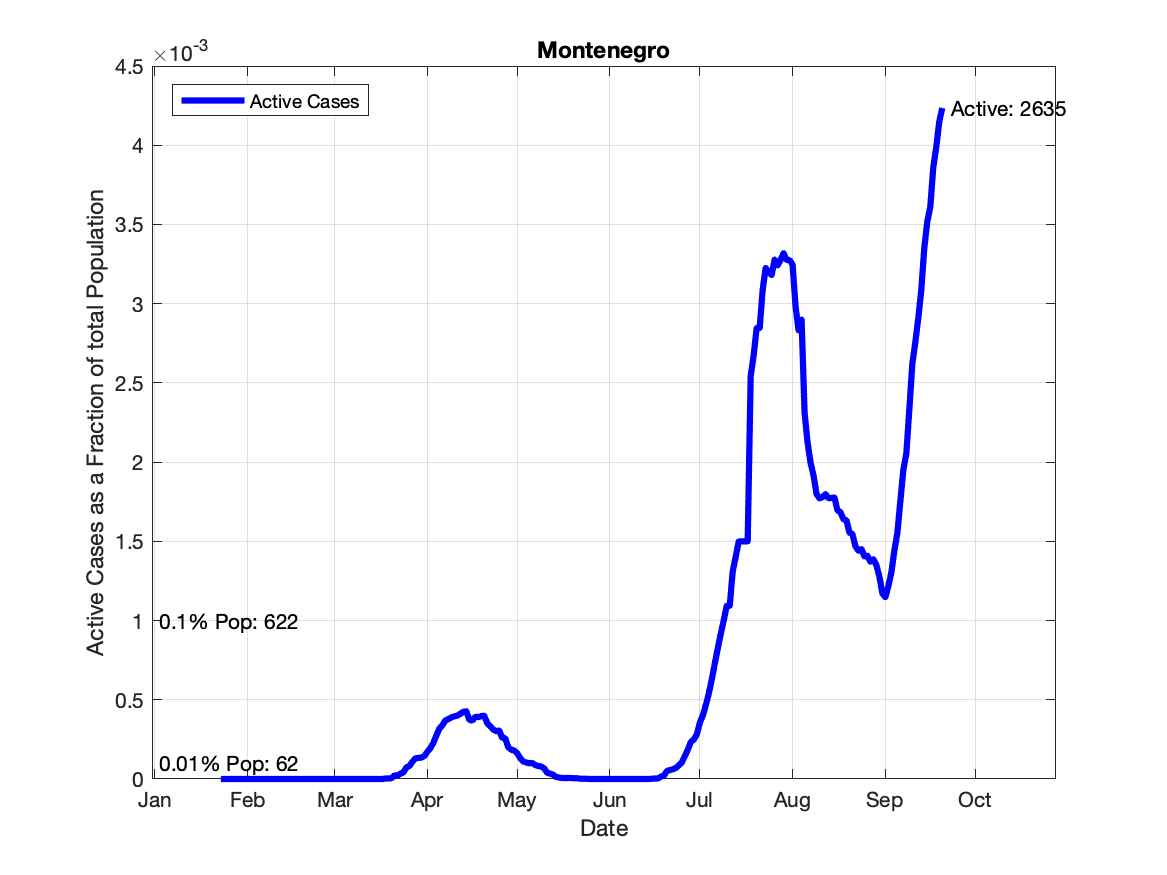 Montenegro
×10-3
4.5
4
3.5
3
2.5
2
1.5
1
0.5
0
Active Cases as a Fraction of total Population
Active Cases
Active: 2635
0.1% Pop: 622
0.01% Pop: 62
Jan Feb Mar Apr May Jun Jul Aug Sep Oct
Date